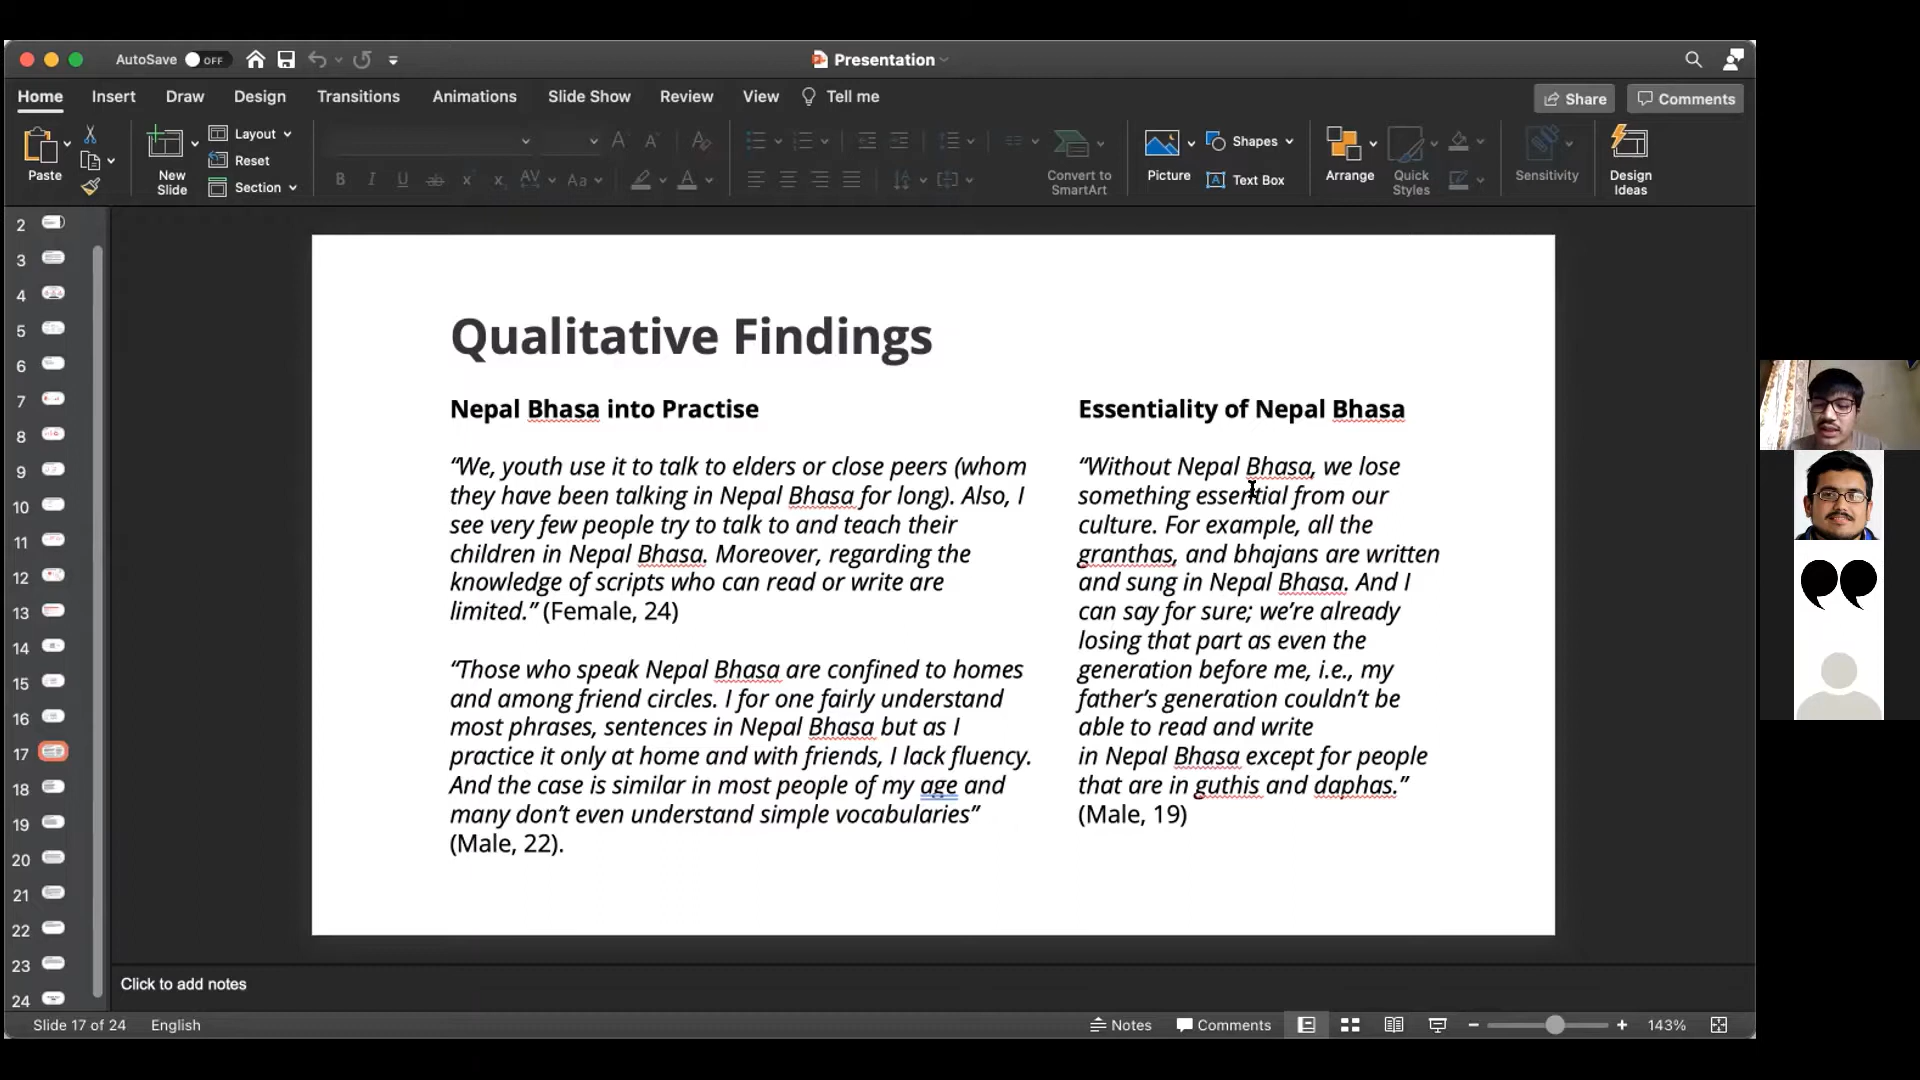 AutoSave OFF
Presentation
Home Insert Draw Design Transitions Animations Slide Show Review View Tell me
Share Comments
Paste
New
Slide
Layout
Reset
Section
Convert to
SmartArt
Picture
Shapes
Text Box
Arrange
Quick
Styles
Sensitivity
Design
Ideas
2
3
4
5
6
7
8
9
10
11
12
13
14
15
16
17
18
19
20
21
22
23
24
Qualitative Findings
Nepal Bhasa into Practise
“We, youth use it to talk to elders or close peers (whom
they have been talking in Nepal Bhasa for long). Also, I
see very few people try to talk to and teach their
children in Nepal Bhasa. Moreover, regarding the
knowledge of scripts who can read or write are
limited.” (Female, 24)
“Those who speak Nepal Bhasa are confined to homes
and among friend circles. I for one fairly understand
most phrases, sentences in Nepal Bhasa but as I
practice it only at home and with friends, I lack fluency.
And the case is similar in most people of my age and
many don’t even understand simple vocabularies”
(Male, 22).
Essentiality of Nepal Bhasa
“Without Nepal Bhasa, we lose
something essential from our
culture. For example, all the
granthas, and bhajans are written
and sung in Nepal Bhasa. And I
can say for sure; we’re already
losing that part as even the
generation before me, i.e., my
father’s generation couldn’t be
able to read and write
in Nepal Bhasa except for people
that are in guthis and daphas.”
(Male, 19)
Click to add notes
Slide 17 of 24 English
Notes Comments 143%